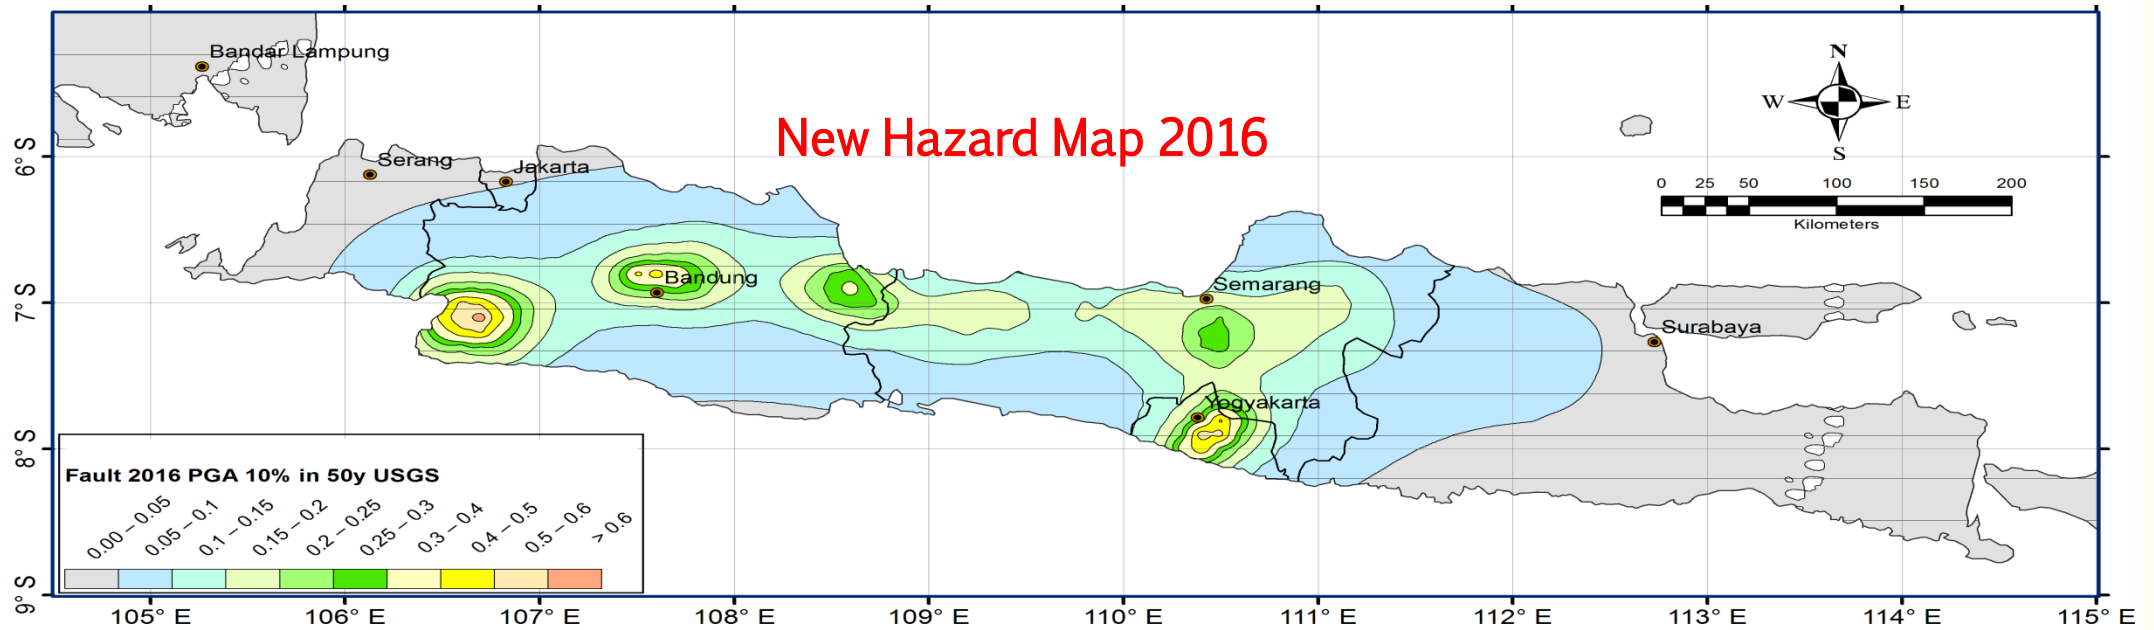 Bandar Lampung
New Hazard Map 2016
N
W E
S
6°S
Serang
Jakarta
0 25 50 100 150 200
Kilometers
Bandung
Semarang
7°S
Surabaya
Yogyakarta
8°S
Fault 2016 PGA 10% in 50y USGS
0.00 – 0.05
0.05 – 0.1
0.1 – 0.15
0.15 – 0.2
0.2 – 0.25
0.25 – 0.3
0.3 – 0.4
0.4 – 0.5
0.5 – 0.6
> 0.6
9°S
105° E 106° E 107° E 108° E 109° E 110° E 111° E 112° E 113° E 114° E 115° E